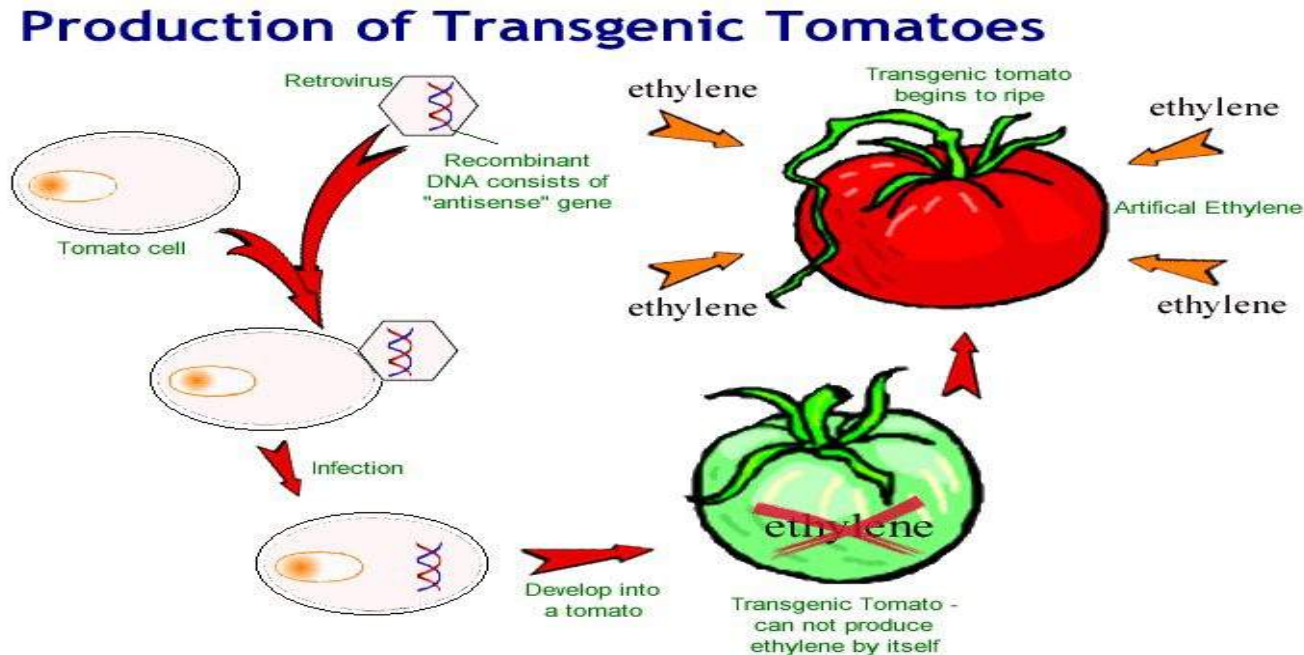 Production of Transgenic Tomatoes
Retrovirus
Recombinant
DNA consists of
"antisense" gene
Tomato cell
Infection
Develop into
a tomato
ethylene
Transgenic Tomato -
can not produce
ethylene by itself
Transgenic tomato
begins to ripe
ethylene
ethylene
Artifical Ethylene
ethylene
ethylene